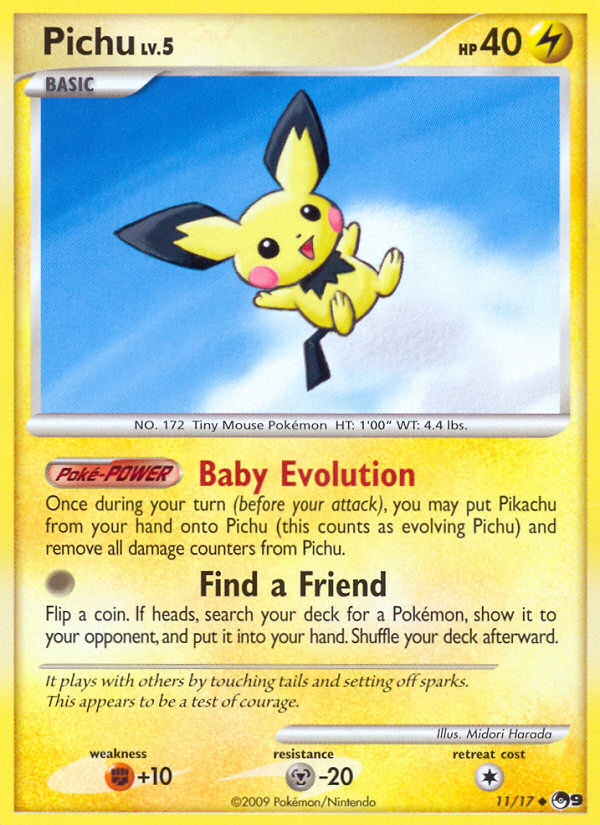 Pichu LV.5 HP 40
BASIC
NO. 172 Tiny Mouse Pokémon HT: 1'00" WT: 4.4 lbs.
Poké-POWER Baby Evolution
Once during your turn (before your attack), you may put Pikachu
from your hand onto Pichu (this counts as evolving Pichu) and
remove all damage counters from Pichu.
Find a Friend
Flip a coin. If heads, search your deck for a Pokémon, show it to
your opponent, and put it into your hand. Shuffle your deck afterward.
It plays with others by touching tails and setting off sparks.
This appears to be a test of courage.
Illus. Midori Harada
weakness resistance retreat cost
+10 -20
©2009 Pokémon/Nintendo 11/17 ◆ 9